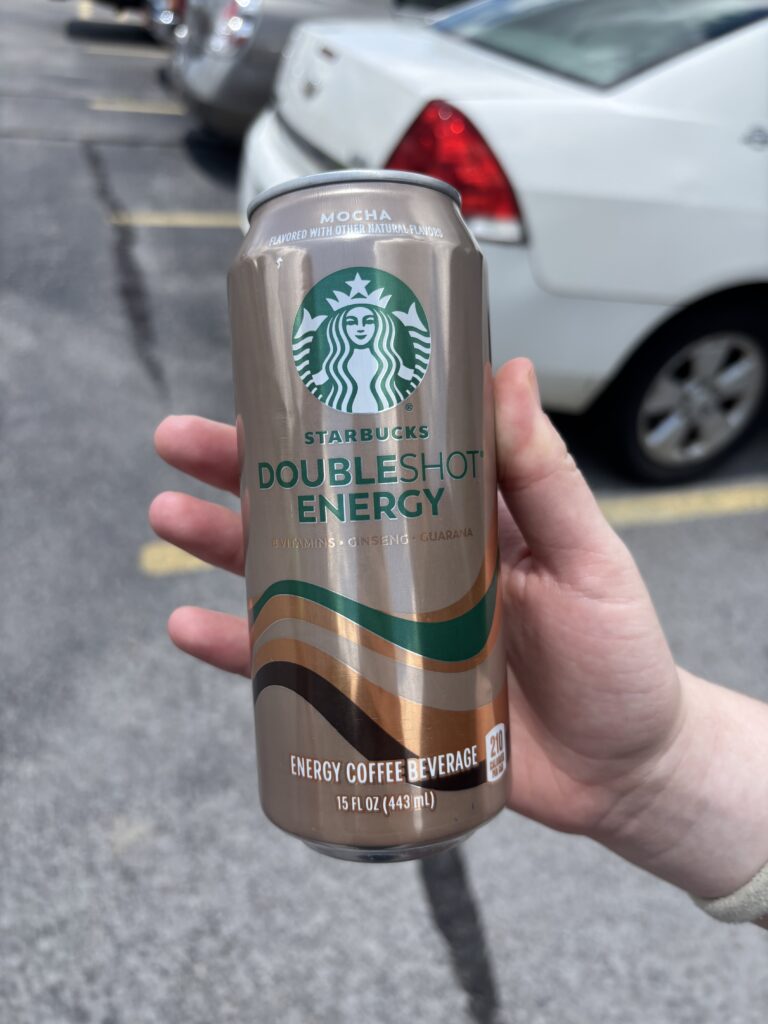 MOCHA
FLAVORED WITH OTHER NATURAL FLAVORS
STARBUCKS
DOUBLESHOT®
ENERGY
B VITAMINS • GINSENG • GUARANA
210
ENERGY COFFEE BEVERAGE
15 FL OZ (443 mL)